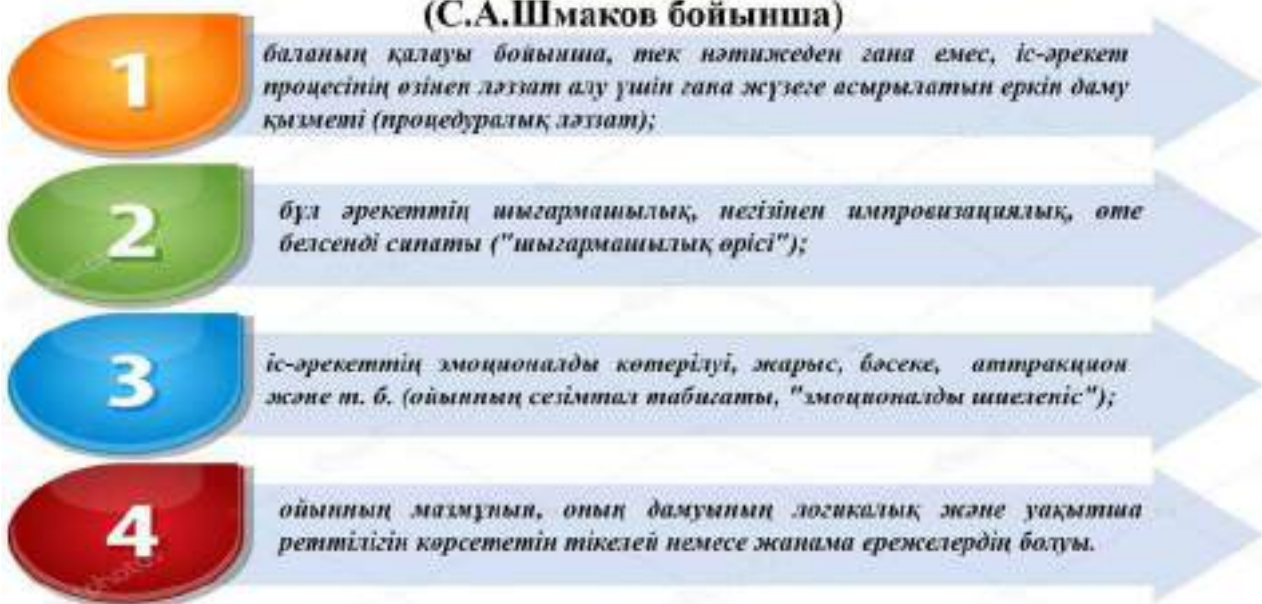 (С.А.Шмаков бойынша)
1
баланың қалауы бойынша, тек нәтижеден ғана емес, іс-әрекет
процесінің өзінен ләззат алу үшін ғана жүзеге асырылатын еркін даму
қызметі (процедуралық ләззат);
2
бұл әрекеттің шығармашылық, негізінен импровизациялық, өте
белсенді сипаты ("шығармашылық өрісі");
3
іс-әрекеттің эмоционалды көтерілуі, жарыс, бәсеке, аттракцион
және т. б. (ойынның сезімтал табиғаты, "эмоционалды шиеленіс");
4
ойынның мазмұнын, оның дамуының логикалық және уақытша
реттілігін көрсететін тікелей немесе жанама ережелердің болуы.